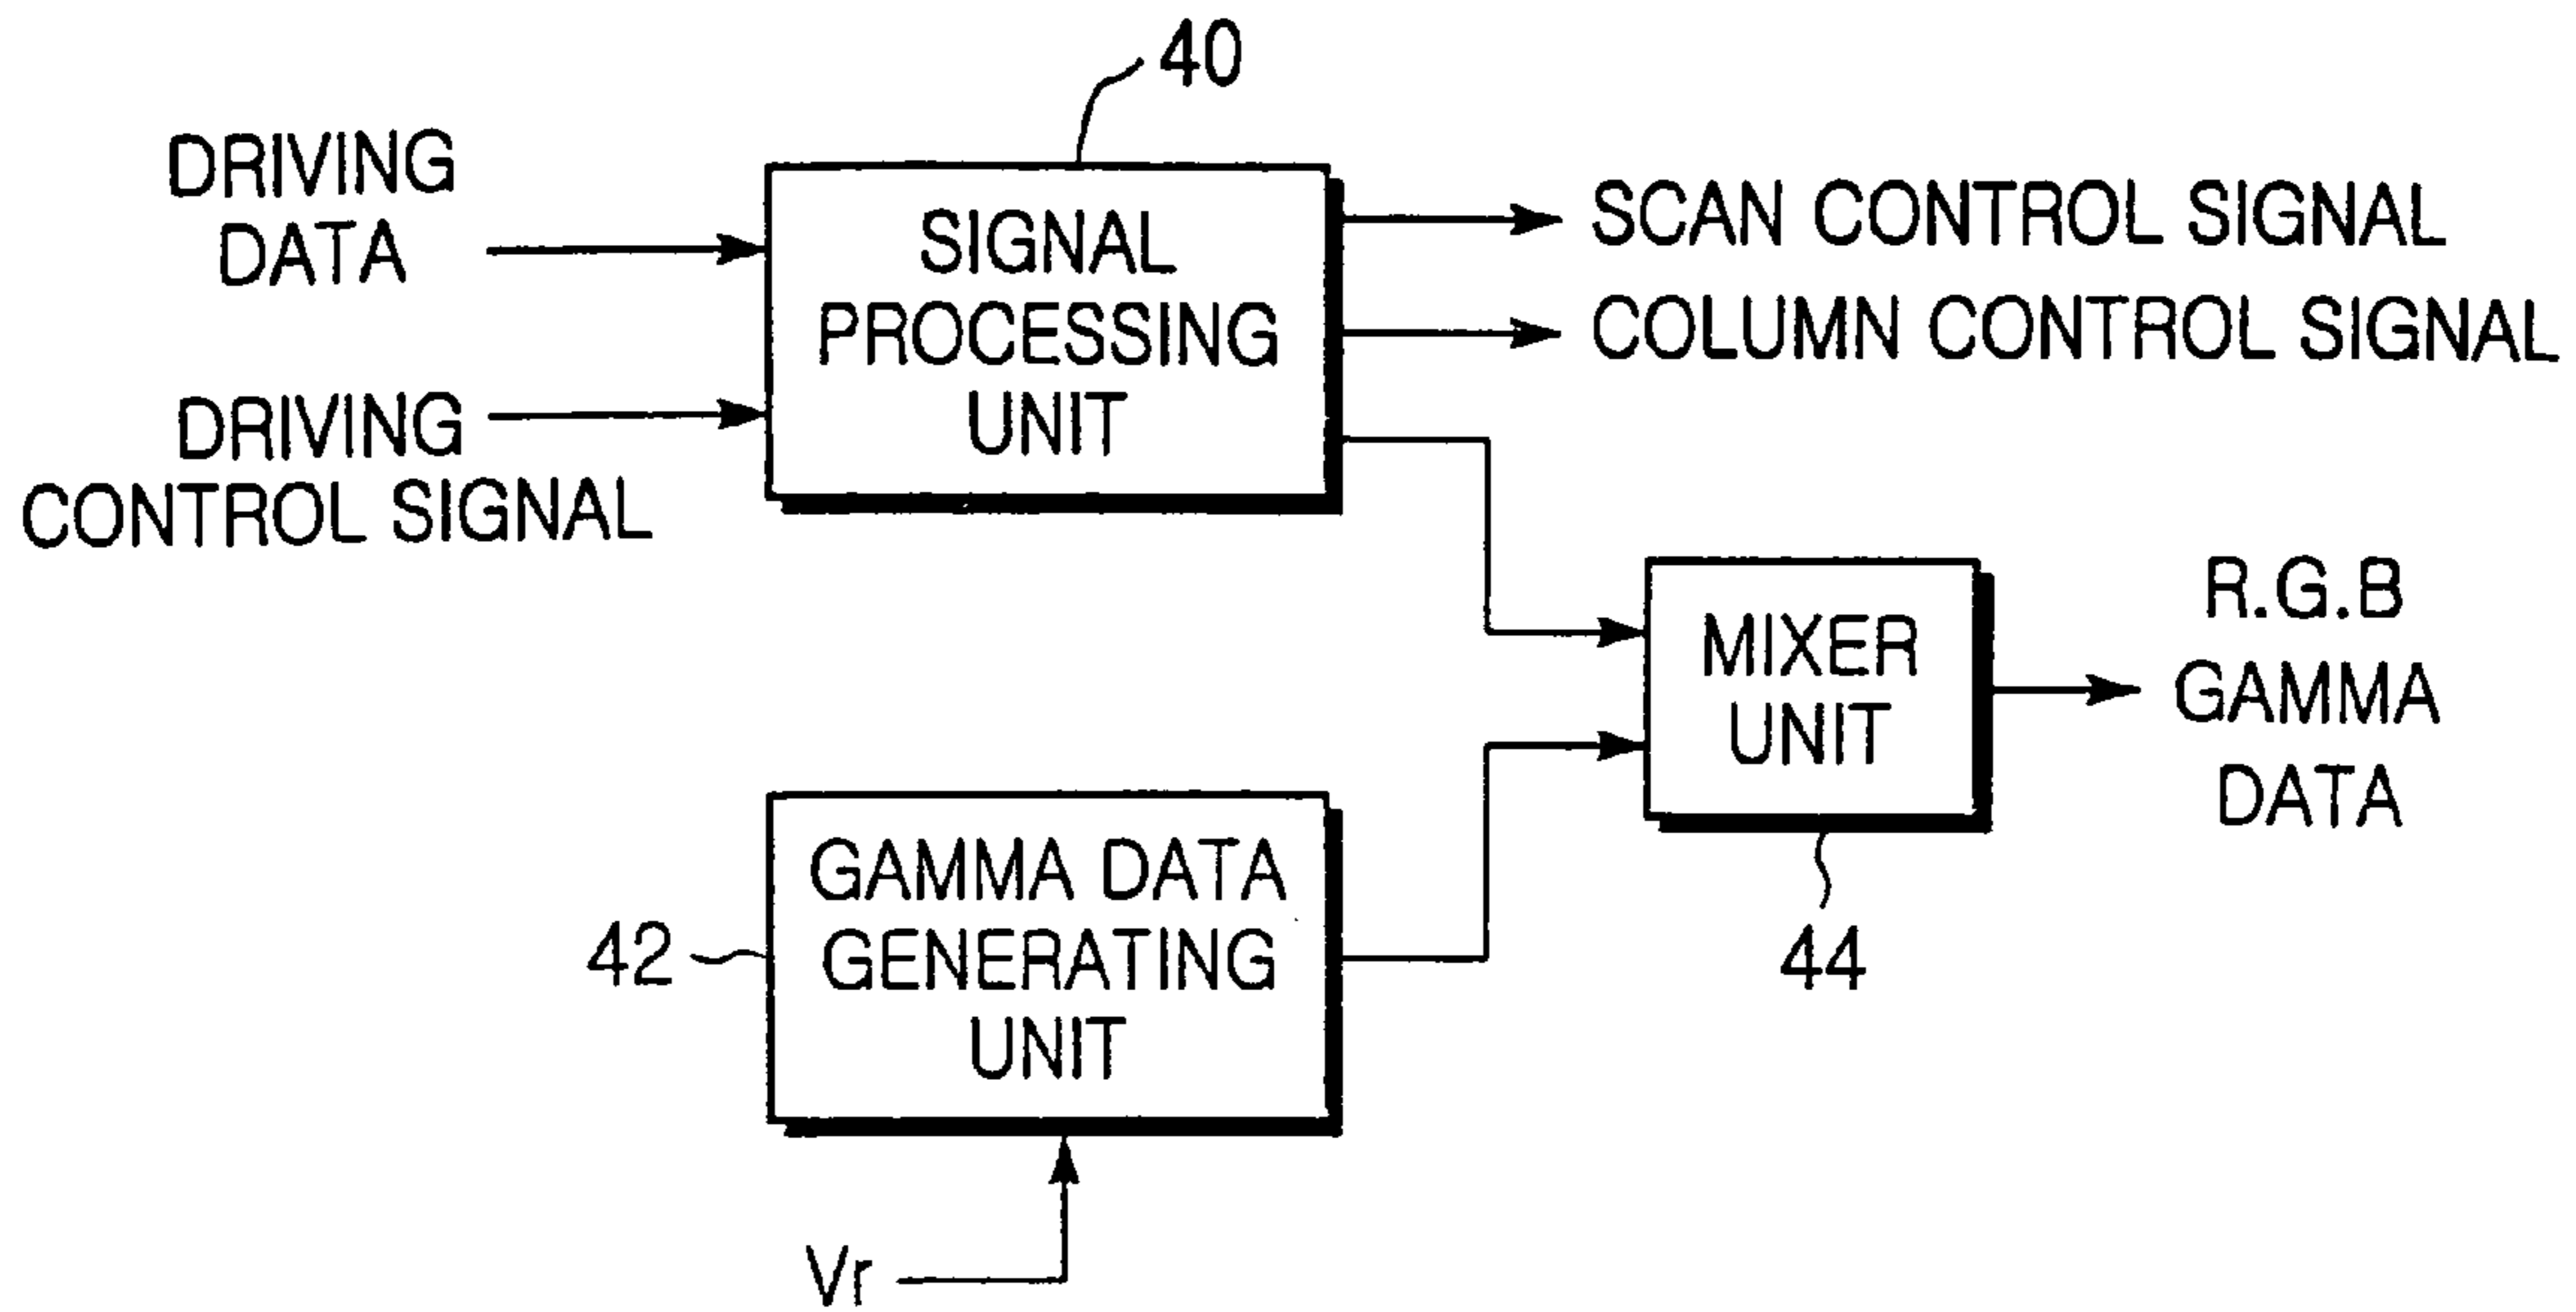 40
DRIVING
DATA
SIGNAL
PROCESSING
UNIT
SCAN CONTROL SIGNAL
COLUMN CONTROL SIGNAL
DRIVING
CONTROL SIGNAL
MIXER
UNIT
R.G.B
GAMMA
DATA
44
GAMMA DATA
GENERATING
UNIT
42
Vr